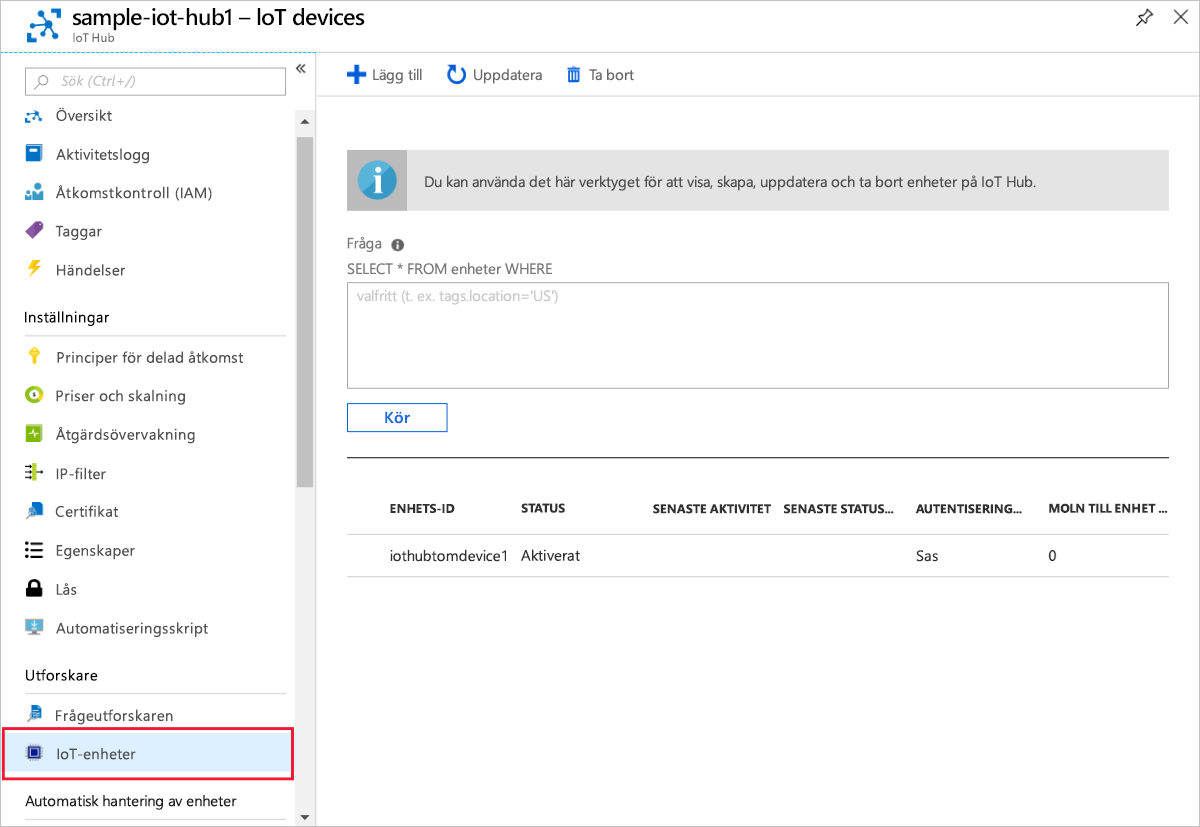 sample-iot-hub1 – IoT devices
IoT Hub
Sök (Ctrl+/)
Översikt
Aktivitetslogg
Åtkomstkontroll (IAM)
Taggar
Händelser
Inställningar
Principer för delad åtkomst
Priser och skalning
Åtgärdsövervakning
IP-filter
Certifikat
Egenskaper
Lås
Automatiseringsskript
Utforskare
Frågeutforskaren
IoT-enheter
Automatisk hantering av enheter
Lägg till Uppdatera Ta bort
Du kan använda det här verktyget för att visa, skapa, uppdatera och ta bort enheter på IoT Hub.
Fråga
SELECT * FROM enheter WHERE
valfritt (t. ex. tags.location='US')
Kör
ENHETS-ID STATUS SENASTE AKTIVITET SENASTE STATUS... AUTENTISERING... MOLN TILL ENHET ...
iothubtomdevice1 Aktiverat Sas 0